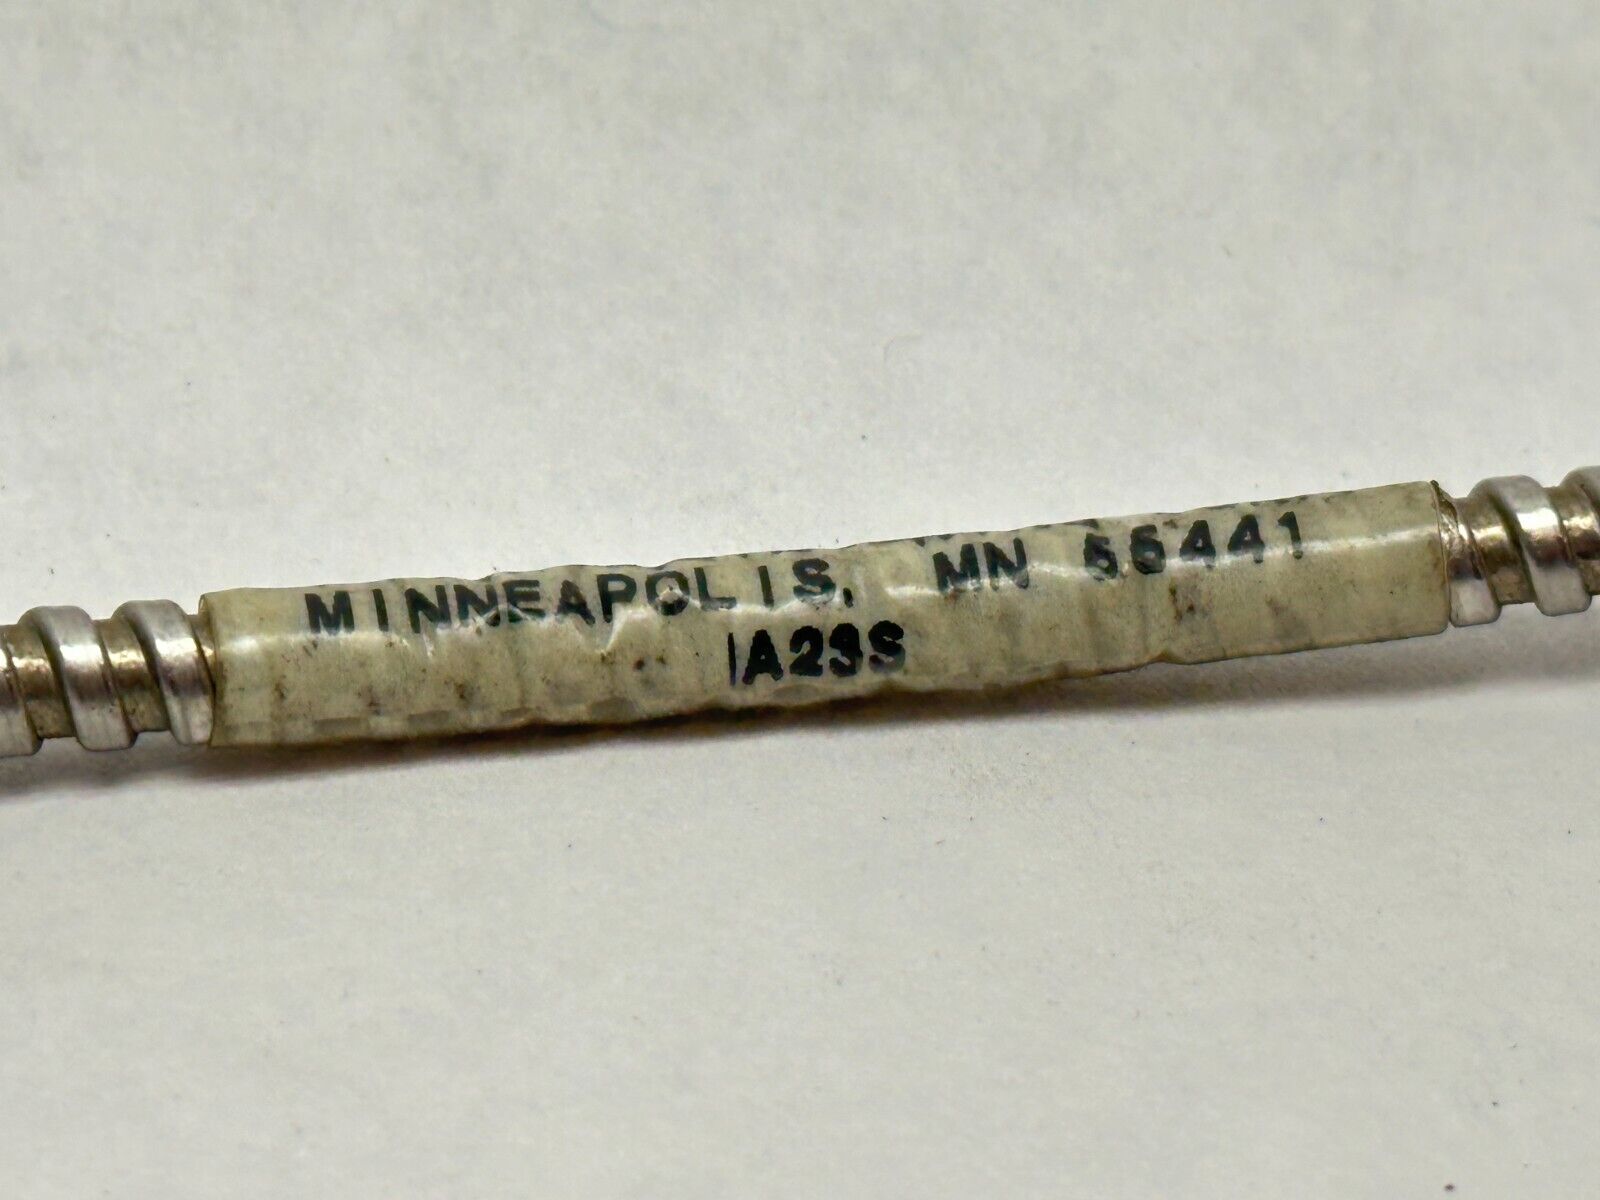 MINNEAPOLIS, MN 55441
IA23S